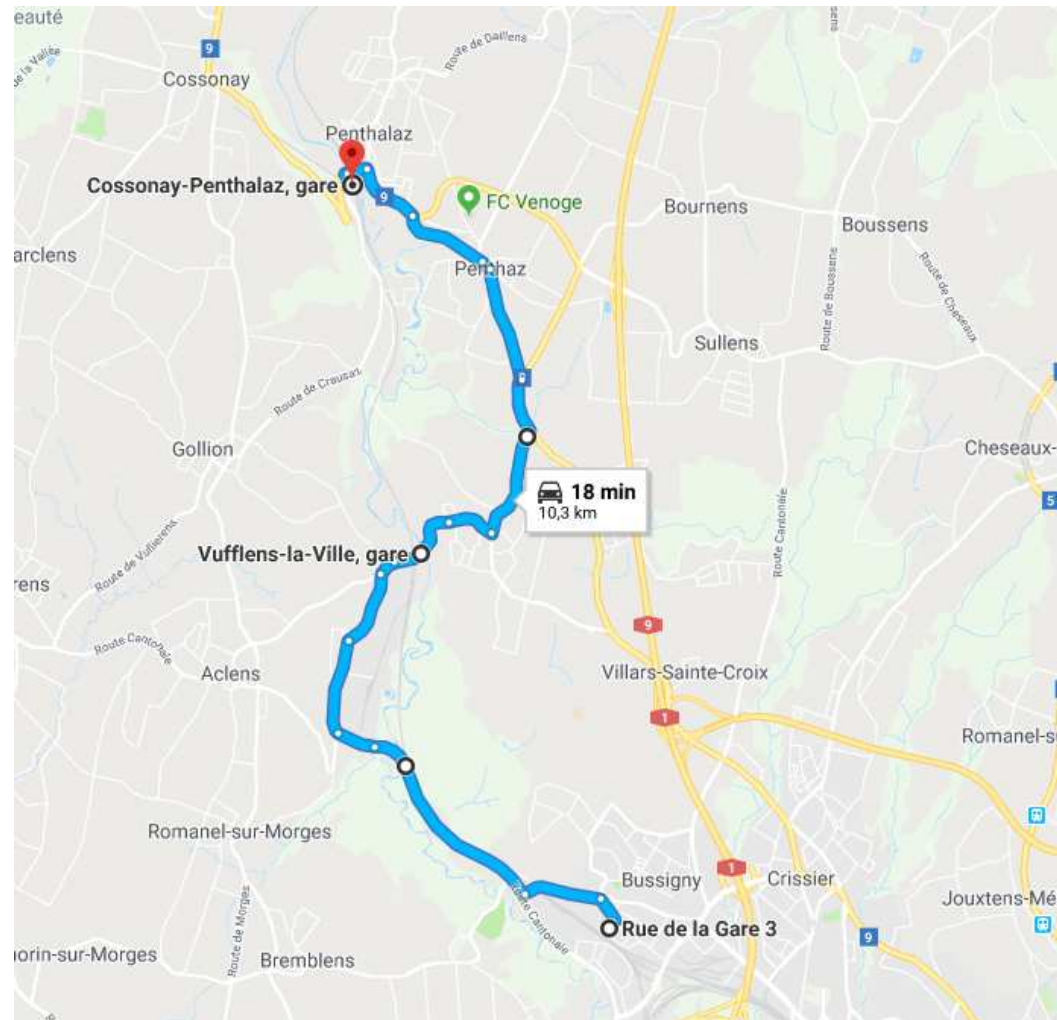 eauté
9
Route de Daillens
de la Vallée
Cossonay
Penthalaz
Cossonay-Penthalaz, gare
9
FC Venoge
Bournens
Boussens
arclens
Penthaz
Route de Boussens
Route de Cheseaux
Sullens
Route de Crausaz
Gollion
Cheseaux-
18 min
10,3 km
5
Route Cantonale
Vufflens-la-Ville, gare
Route de Vufflens
rens
9
Route Cantonale
Aclens
Villars-Sainte-Croix
1
Romanel-s
Romanel-sur-Morges
1
Bussigny
Crissier
Jouxtens-Mé
Route Cantonale
Rue de la Gare 3
9
Route de Morges
orin-sur-Morges
Bremblens